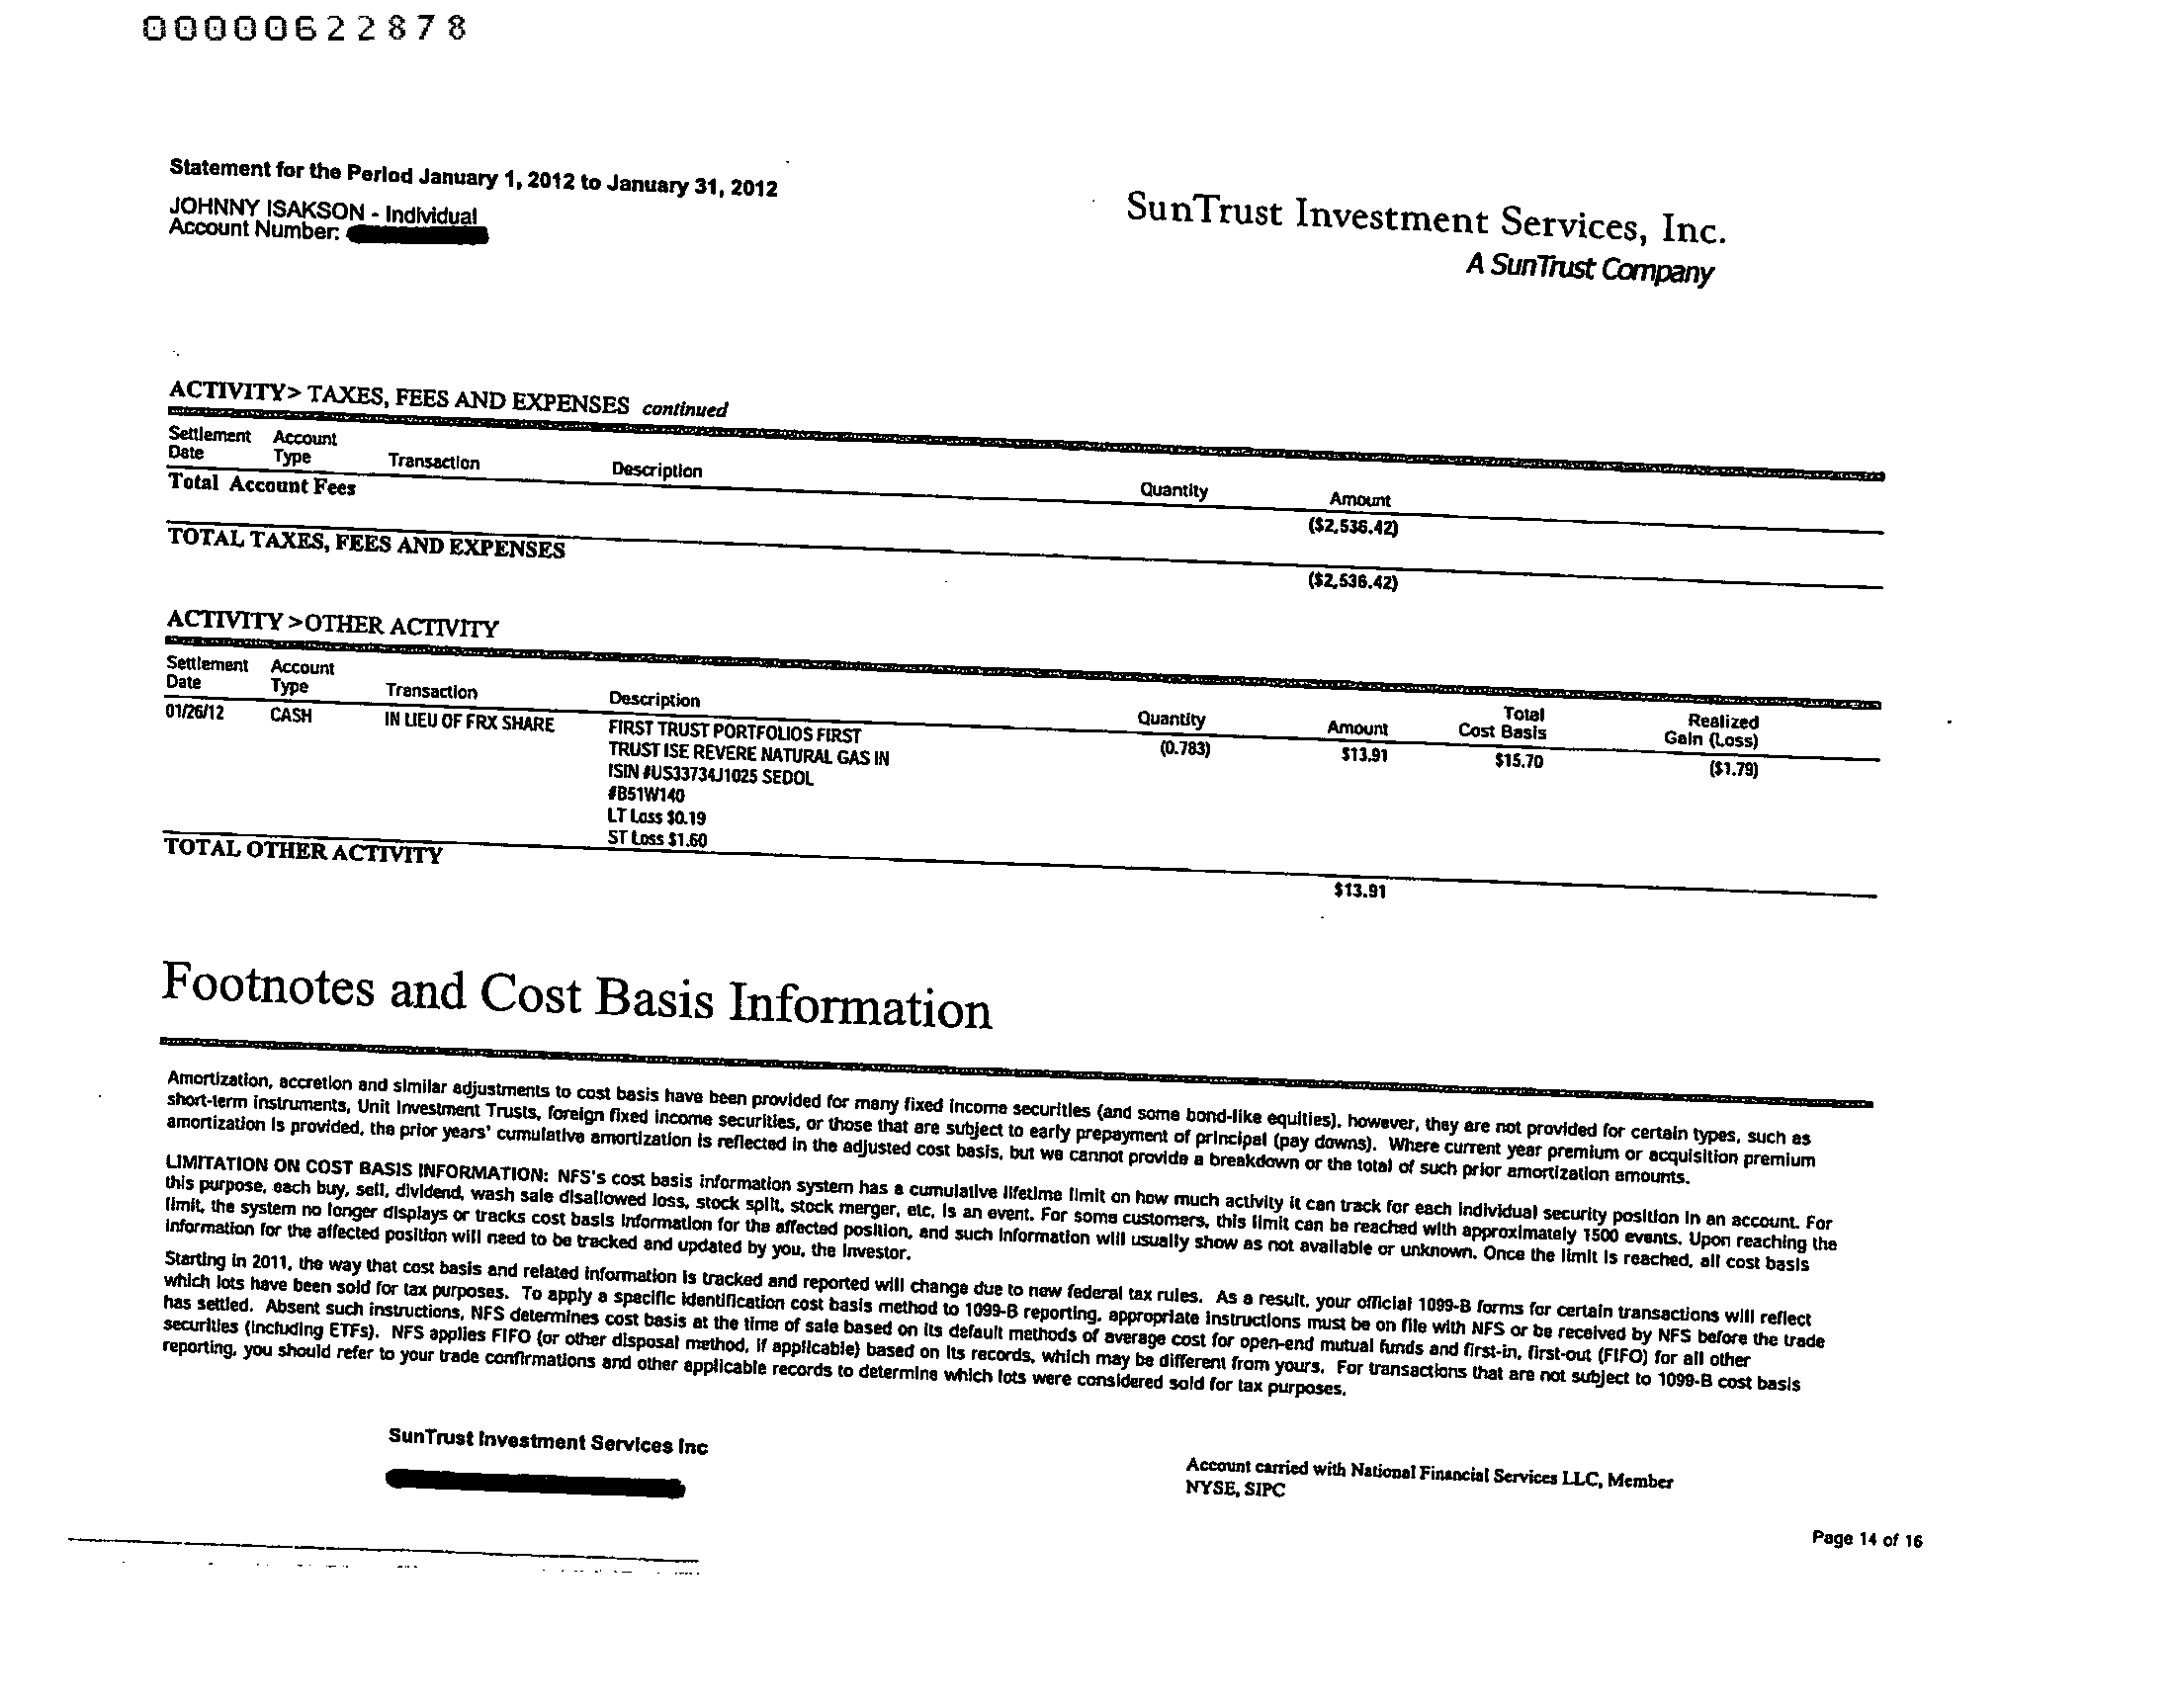 00000622878
Statement for the Period January 1, 2012 to January 31, 2012
JOHNNY ISAKSON - Individual
Account Number:
SunTrust Investment Services, Inc.
A SunTrust Company
ACTIVITY> TAXES, FEES AND EXPENSES continued
Settlement Date Account Type Transaction Description Quantity Amount
Total Account Fees ($2,536.42)
TOTAL TAXES, FEES AND EXPENSES ($2,536.42)
ACTIVITY >OTHER ACTIVITY
Settlement Date Account Type Transaction Description Quantity Amount Total Cost Basis Realized Gain (Loss)
01/26/12 CASH IN LIEU OF FRX SHARE FIRST TRUST PORTFOLIOS FIRST (0.783) $13.91 $15.70 ($1.79)
TRUST ISE REVERE NATURAL GAS IN
ISIN #US33734J1025 SEDOL
#B51W140
LT Loss $0.19
ST Loss $1.60
TOTAL OTHER ACTIVITY $13.91
Footnotes and Cost Basis Information
Amortization, accretion and similar adjustments to cost basis have been provided for many fixed income securities (and some bond-like equities), however, they are not provided for certain types, such as
short-term instruments, Unit Investment Trusts, foreign fixed income securities, or those that are subject to early prepayment of principal (pay downs). Where current year premium or acquisition premium
amortization is provided, the prior years' cumulative amortization is reflected in the adjusted cost basis, but we cannot provide a breakdown or the total of such prior amortization amounts.
LIMITATION ON COST BASIS INFORMATION: NFS's cost basis information system has a cumulative lifetime limit on how much activity it can track for each individual security position in an account. For
this purpose, each buy, sell, dividend, wash sale disallowed loss, stock split, stock merger, etc, is an event. For some customers, this limit can be reached with approximately 1500 events. Upon reaching the
limit, the system no longer displays or tracks cost basis information for the affected position, and such information will usually show as not available or unknown. Once the limit is reached, all cost basis
information for the affected position will need to be tracked and updated by you, the investor.
Starting in 2011, the way that cost basis and related information is tracked and reported will change due to new federal tax rules. As a result, your official 1099-B forms for certain transactions will reflect
which lots have been sold for tax purposes. To apply a specific identification cost basis method to 1099-B reporting, appropriate instructions must be on file with NFS or be received by NFS before the trade
has settled. Absent such instructions, NFS determines cost basis at the time of sale based on its default methods of average cost for open-end mutual funds and first-in, first-out (FIFO) for all other
securities (including ETFs). NFS applies FIFO (or other disposal method, if applicable) based on its records, which may be different from yours. For transactions that are not subject to 1099-B cost basis
reporting, you should refer to your trade confirmations and other applicable records to determine which lots were considered sold for tax purposes.
SunTrust Investment Services Inc
Account carried with National Financial Services LLC, Member
NYSE, SIPC
Page 14 of 16